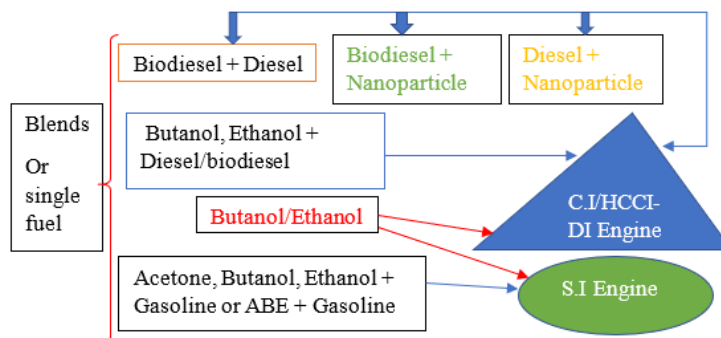 Blends
Or
single
fuel
Biodiesel + Diesel
Biodiesel +
Nanoparticle
Diesel +
Nanoparticle
Butanol, Ethanol +
Diesel/biodiesel
Butanol/Ethanol
C.I/HCCI-
DI Engine
Acetone, Butanol, Ethanol +
Gasoline or ABE + Gasoline
S.I Engine